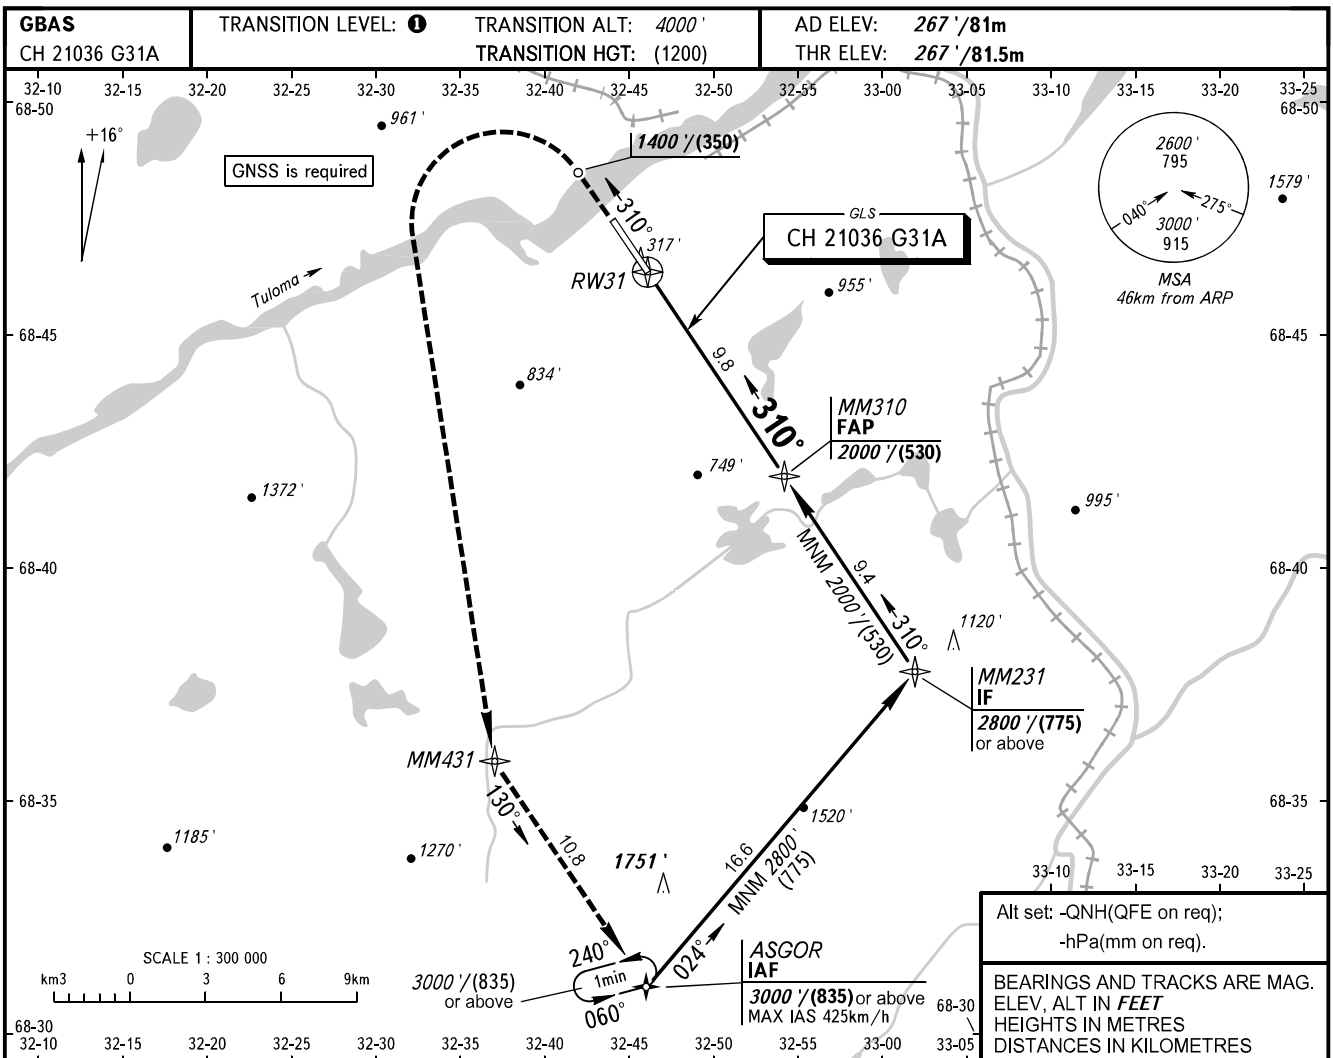 GBAS
CH 21036 G31A
TRANSITION LEVEL: ❶
TRANSITION ALT: 4000 '
TRANSITION HGT: (1200)
AD ELEV: 267 '/81m
THR ELEV: 267 '/81.5m
32-10 32-15 32-20 32-25 32-30 32-35 32-40 32-45 32-50 32-55 33-00 33-05 33-10 33-15 33-20 33-25
68-50
68-50
+16°
961 '
GNSS is required
1400 '/(350)
310°
317 '
RW31
GLS
CH 21036 G31A
2600 '
795
040°
275°
3000 '
915
MSA
46km from ARP
1579 '
Tuloma
955 '
68-45
68-45
9.8
834 '
310°
MM310
FAP
2000 '/(530)
749 '
1372 '
995 '
68-40
68-40
9.4
MNM 2000'/(530)
310°
1120 '
MM231
IF
2800 '/(775)
or above
MM431
130°
68-35
68-35
1520 '
1185 '
1270 '
10.8
1751 '
16.6
MNM 2800'
(775)
33-10 33-15 33-20 33-25
024°
240°
1min
060°
3000 '/(835)
or above
ASGOR
IAF
3000 '/(835) or above
MAX IAS 425km/h
SCALE 1 : 300 000
km3 0 3 6 9km
Alt set: -QNH(QFE on req);
-hPa(mm on req).
BEARINGS AND TRACKS ARE MAG.
ELEV, ALT IN FEET
HEIGHTS IN METRES
DISTANCES IN KILOMETRES
68-30
68-30
32-10 32-15 32-20 32-25 32-30 32-35 32-40 32-45 32-50 32-55 33-00 33-05